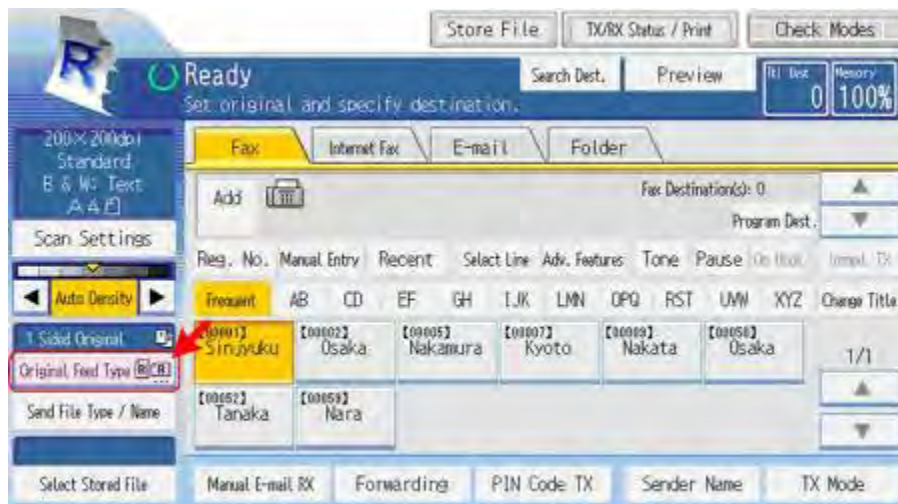 Store File TX/RX Status / Print Check Modes
R
Ready Search Dest. Preview Memory
Set original and specify destination. 0 100%
200×200dpi
Standard
B & W: Text
A4
Scan Settings
Auto Density
1 Sided Original
Original Feed Type
Send File Type / Name
Select Stored File
Fax Internet Fax E-mail Folder
Add Fax Destination(s): 0
Program Dest.
Reg. No. Manual Entry Recent Select Line Adv. Features Tone Pause On Hook Immed. TX
Frequent AB CD EF GH IJK LMN OPQ RST UVW XYZ Change Title
[00001] [00002] [00005] [00007] [00009] [00058]
Sinjyuku Osaka Nakamura Kyoto Nakata Osaka
1/1
[00052] [00059]
Tanaka Nara
Manual E-mail RX Forwarding PIN Code TX Sender Name TX Mode